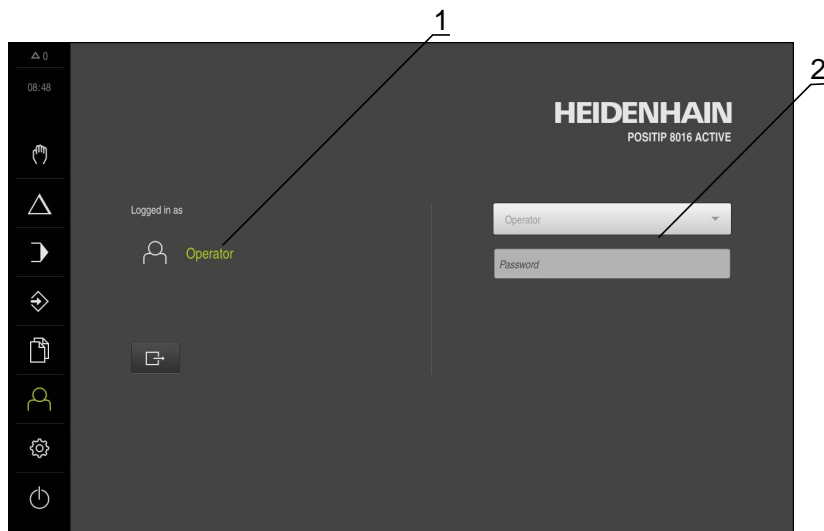 1
2
0
08:48
HEIDENHAIN
POSITIP 8016 ACTIVE
Logged in as
Operator
Operator
Password